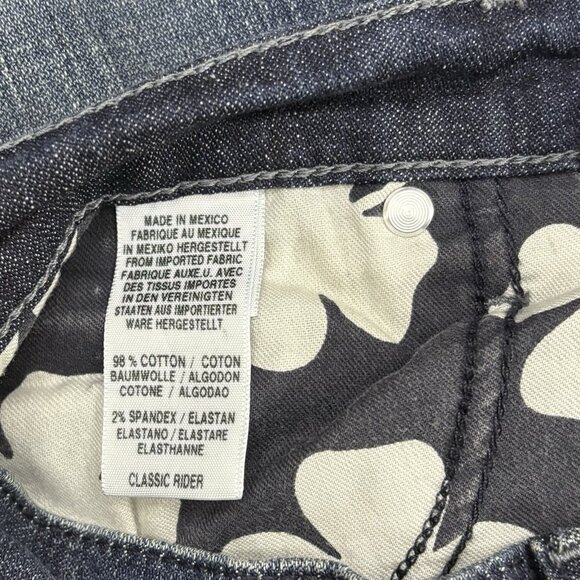 MADE IN MEXICO
FABRIQUE AU MEXIQUE
IN MEXIKO HERGESTELLT
FROM IMPORTED FABRIC
FABRIQUE AUX E.U. AVEC
DES TISSUS IMPORTES
IN DEN VEREINIGTEN
STAATEN AUS IMPORTIERTER
WARE HERGESTELLT
98 % COTTON / COTON
BAUMWOLLE / ALGODON
COTONE / ALGODAO
2% SPANDEX / ELASTAN
ELASTANO / ELASTARE
ELASTHANNE
CLASSIC RIDER